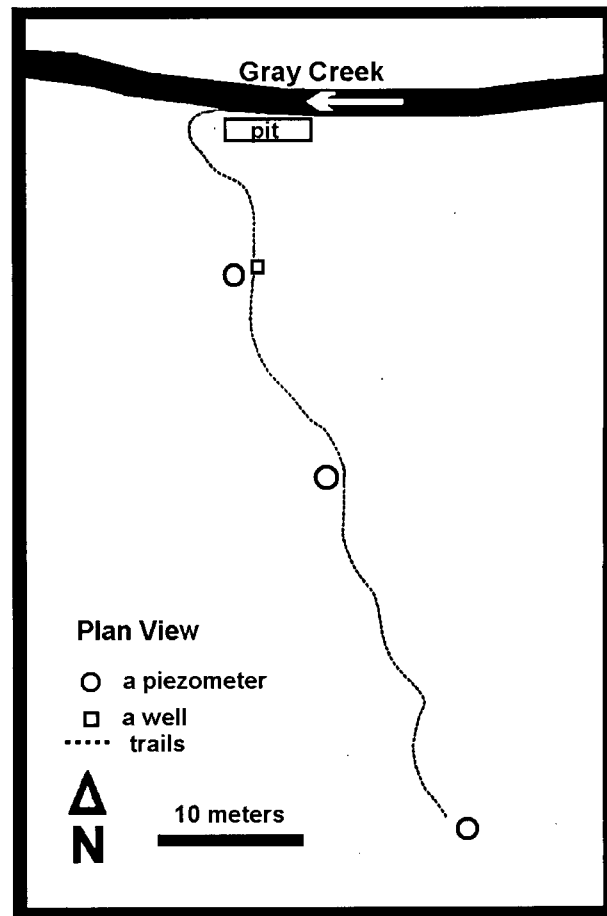 Gray Creek
pit
Plan View
a piezometer
a well
trails
10 meters
N